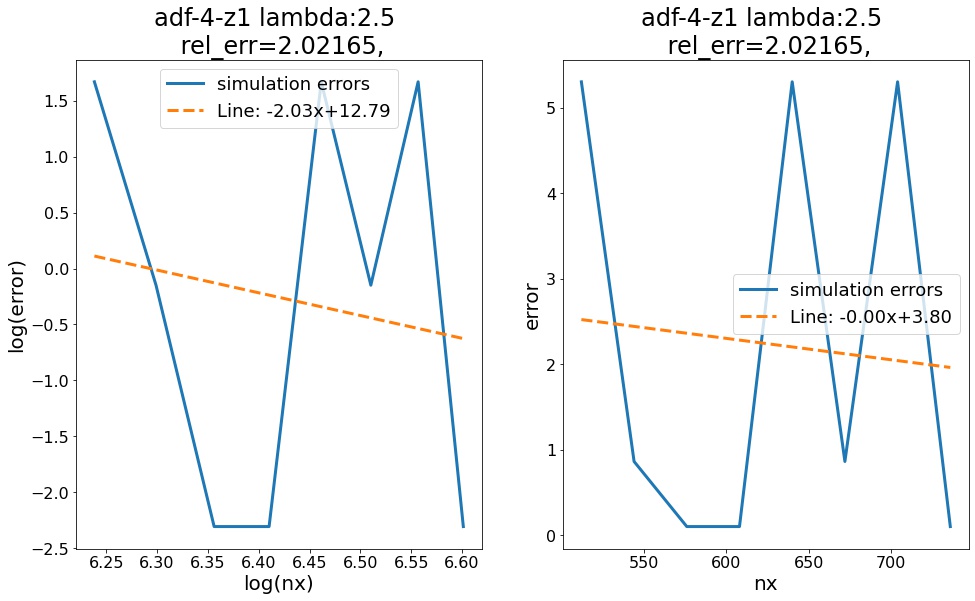 adf-4-z1 lambda:2.5
rel_err=2.02165,
simulation errors
Line: -2.03x+12.79
log(error)
1.5
1.0
0.5
0.0
−0.5
−1.0
−1.5
−2.0
−2.5
6.25 6.30 6.35 6.40 6.45 6.50 6.55 6.60
log(nx)
adf-4-z1 lambda:2.5
rel_err=2.02165,
simulation errors
Line: -0.00x+3.80
error
5
4
3
2
1
0
550 600 650 700
nx